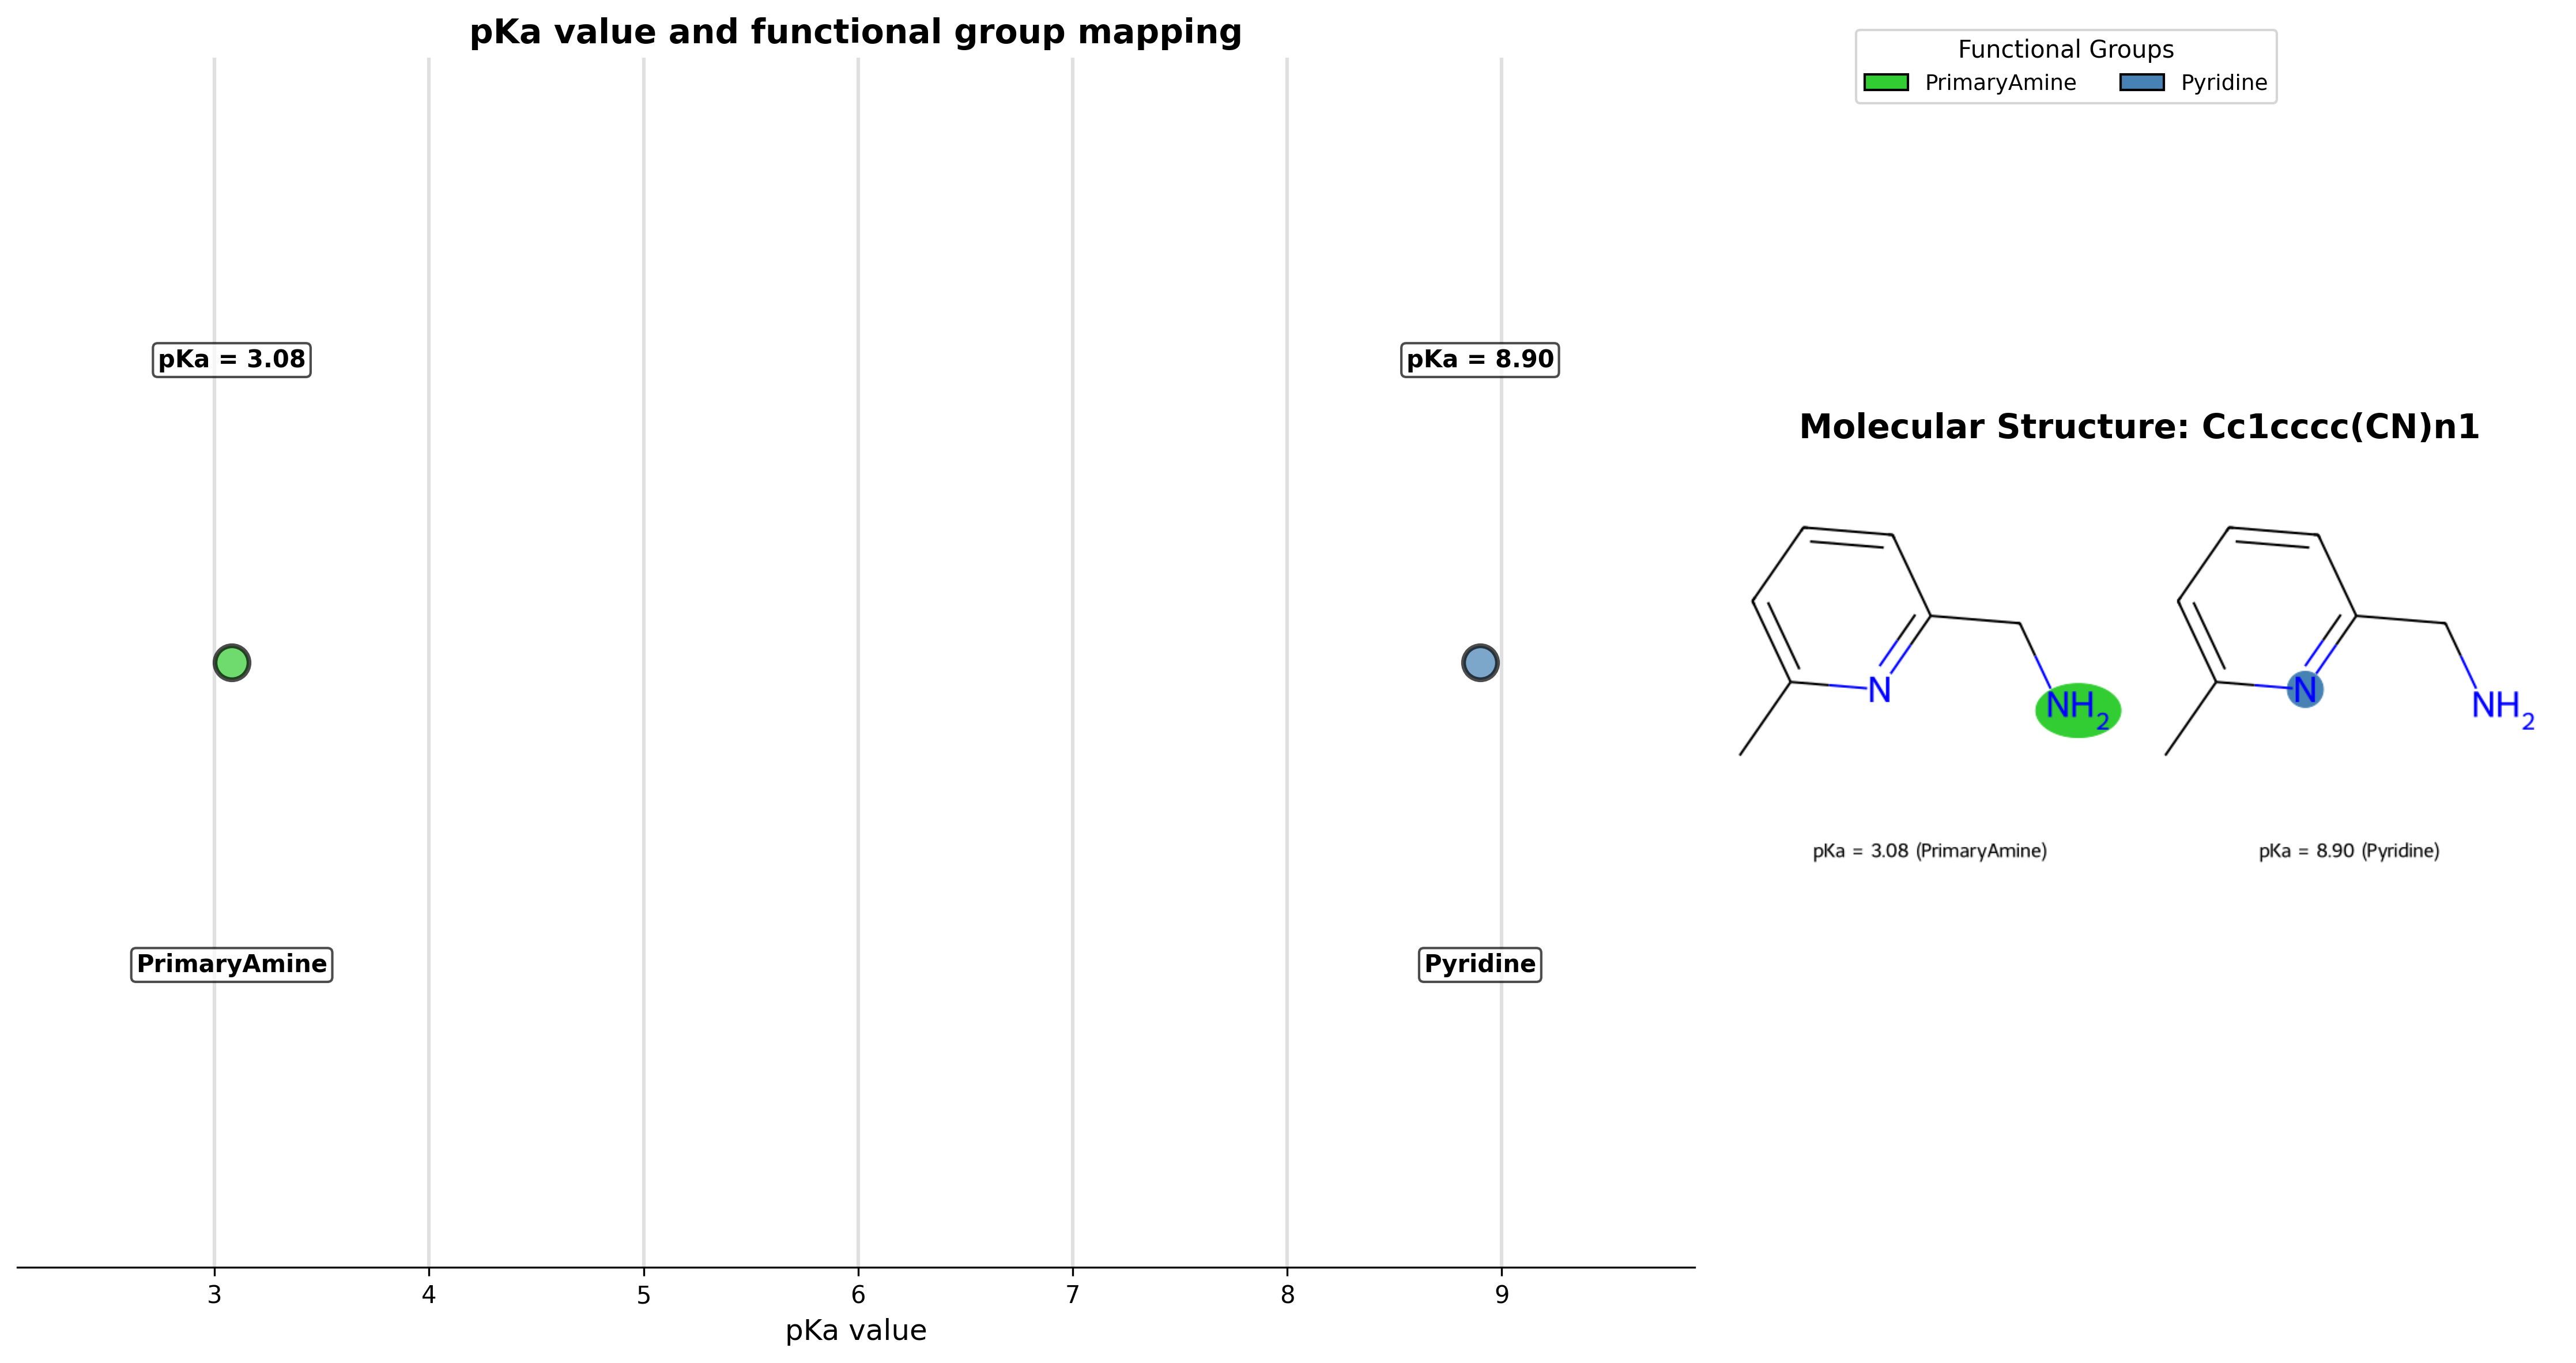 pKa value and functional group mapping
pKa = 3.08
pKa = 8.90
PrimaryAmine
Pyridine
3 4 5 6 7 8 9
pKa value
Functional Groups
PrimaryAmine Pyridine
Molecular Structure: Cc1cccc(CN)n1
N NH2
N NH2
pKa = 3.08 (PrimaryAmine)
pKa = 8.90 (Pyridine)